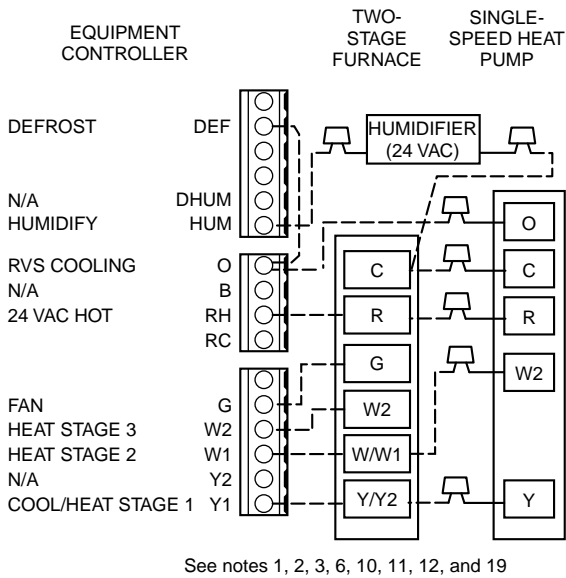 EQUIPMENT
CONTROLLER
TWO-
STAGE
FURNACE
SINGLE-
SPEED HEAT
PUMP
DEFROST DEF
HUMIDIFIER
(24 VAC)
N/A DHUM
HUMIDIFY HUM
O
RVS COOLING O
C C
N/A B
24 VAC HOT RH
R R
RC
G
W2
FAN G
W2
HEAT STAGE 3 W2
HEAT STAGE 2 W1
W/W1
N/A Y2
COOL/HEAT STAGE 1 Y1
Y/Y2 Y
See notes 1, 2, 3, 6, 10, 11, 12, and 19